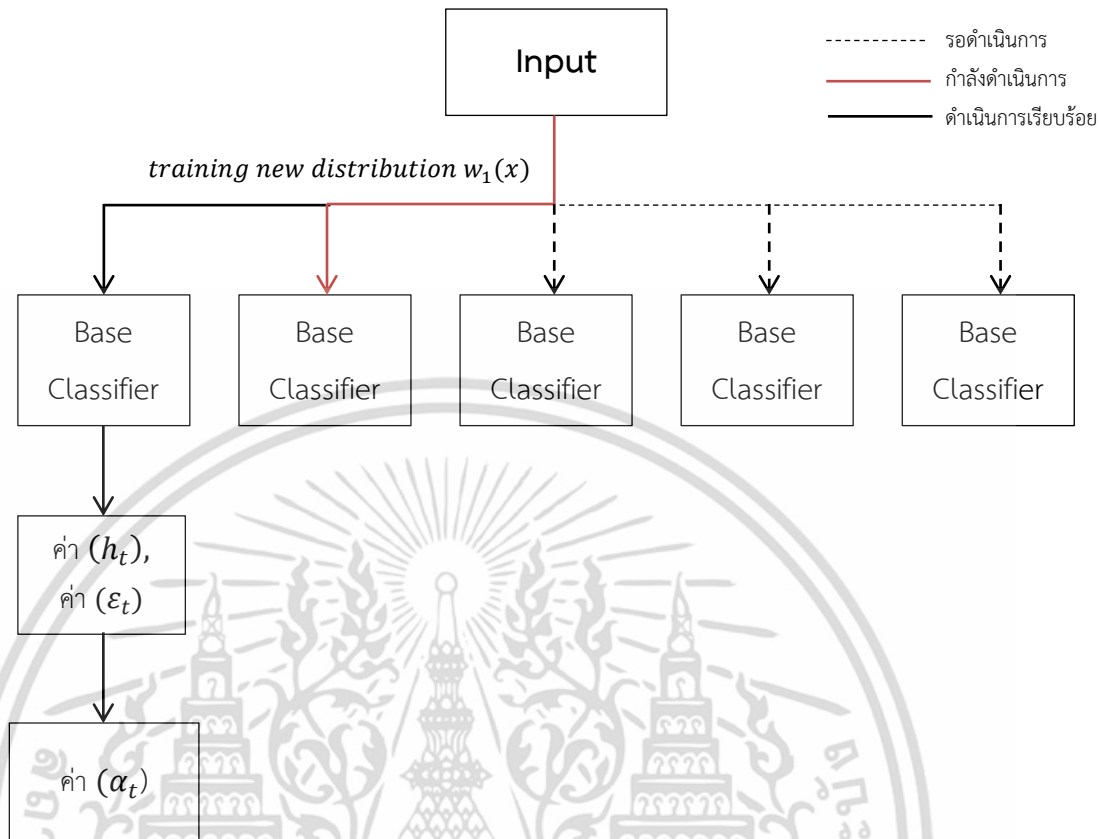 Input
รอดำเนินการ
กำลังดำเนินการ
ดำเนินการเรียบร้อย
training new distribution w₁(x)
Base
Classifier
Base
Classifier
Base
Classifier
Base
Classifier
Base
Classifier
ค่า (hₜ),
ค่า (εₜ)
ค่า (αₜ)